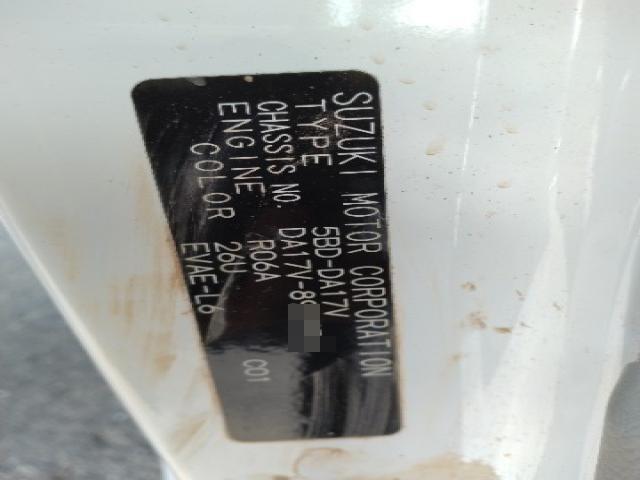 SUZUKI MOTOR CORPORATION
TYPE 5BD-DA17V
CHASSIS NO. DA17V-8
ENGINE R06A C01
COLOR 26U
EVAE-L6